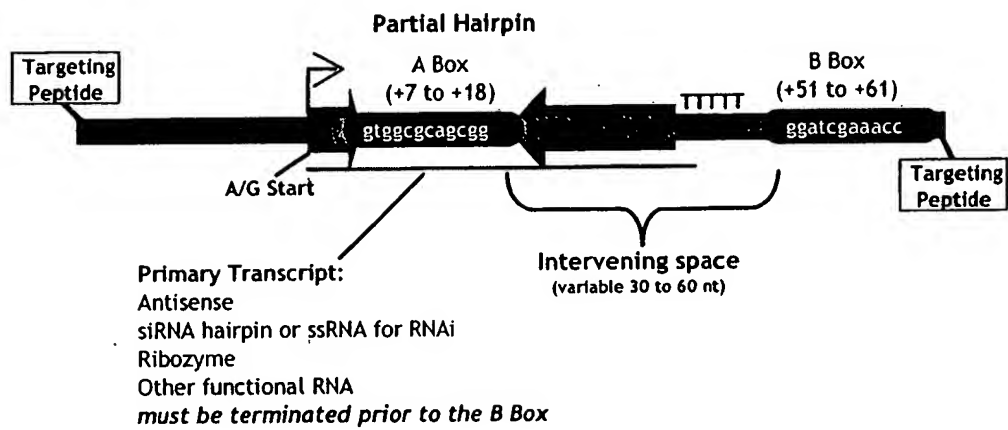 Partial Hairpin
Targeting
Peptide
A Box
(+7 to +18)
B Box
(+51 to +61)
TTTTT
gtggcgcagcgg
ggatcgaaacc
A/G Start
Targeting
Peptide
Intervening space
(variable 30 to 60 nt)
Primary Transcript:
Antisense
siRNA hairpin or ssRNA for RNAi
Ribozyme
Other functional RNA
must be terminated prior to the B Box